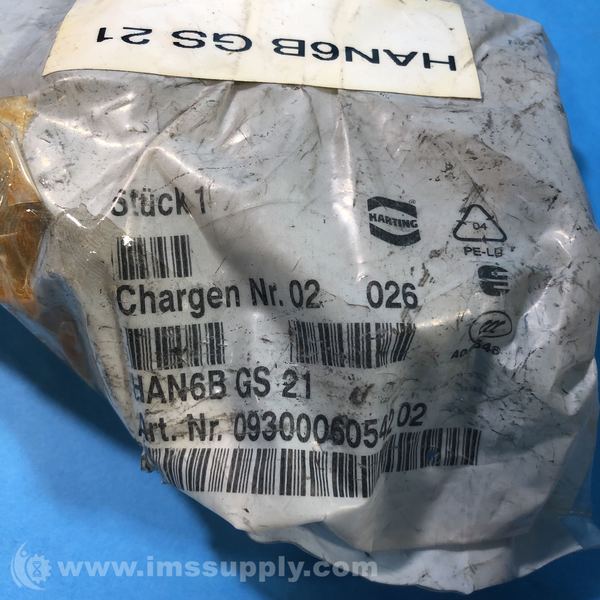 HAN6B GS 21
Stück 1
HARTING
04
PE-LD
Chargen Nr. 02 026
HAN6B GS 21
Art. Nr. 09300060542 02
www.imssupply.com